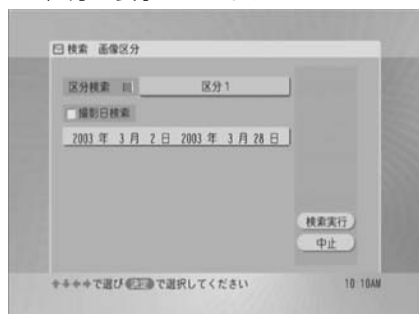 検索 画像区分
区分検索 区分1
撮影日検索
2003 年 3 月 2 日 2003 年 3 月 28 日
検索実行
中止
で選び 決定 で選択してください 10:10AM